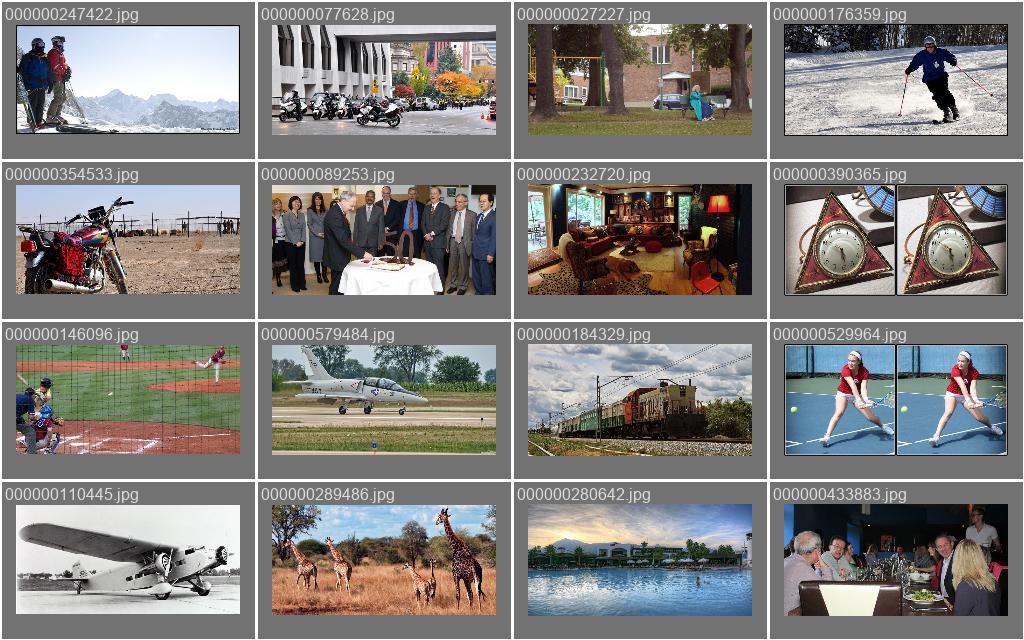 000000247422.jpg
000000077628.jpg
000000027227.jpg
000000176359.jpg
000000354533.jpg
000000089253.jpg
000000232720.jpg
000000390365.jpg
000000146096.jpg
000000579484.jpg
000000184329.jpg
000000529964.jpg
000000110445.jpg
000000289486.jpg
000000280642.jpg
000000433883.jpg